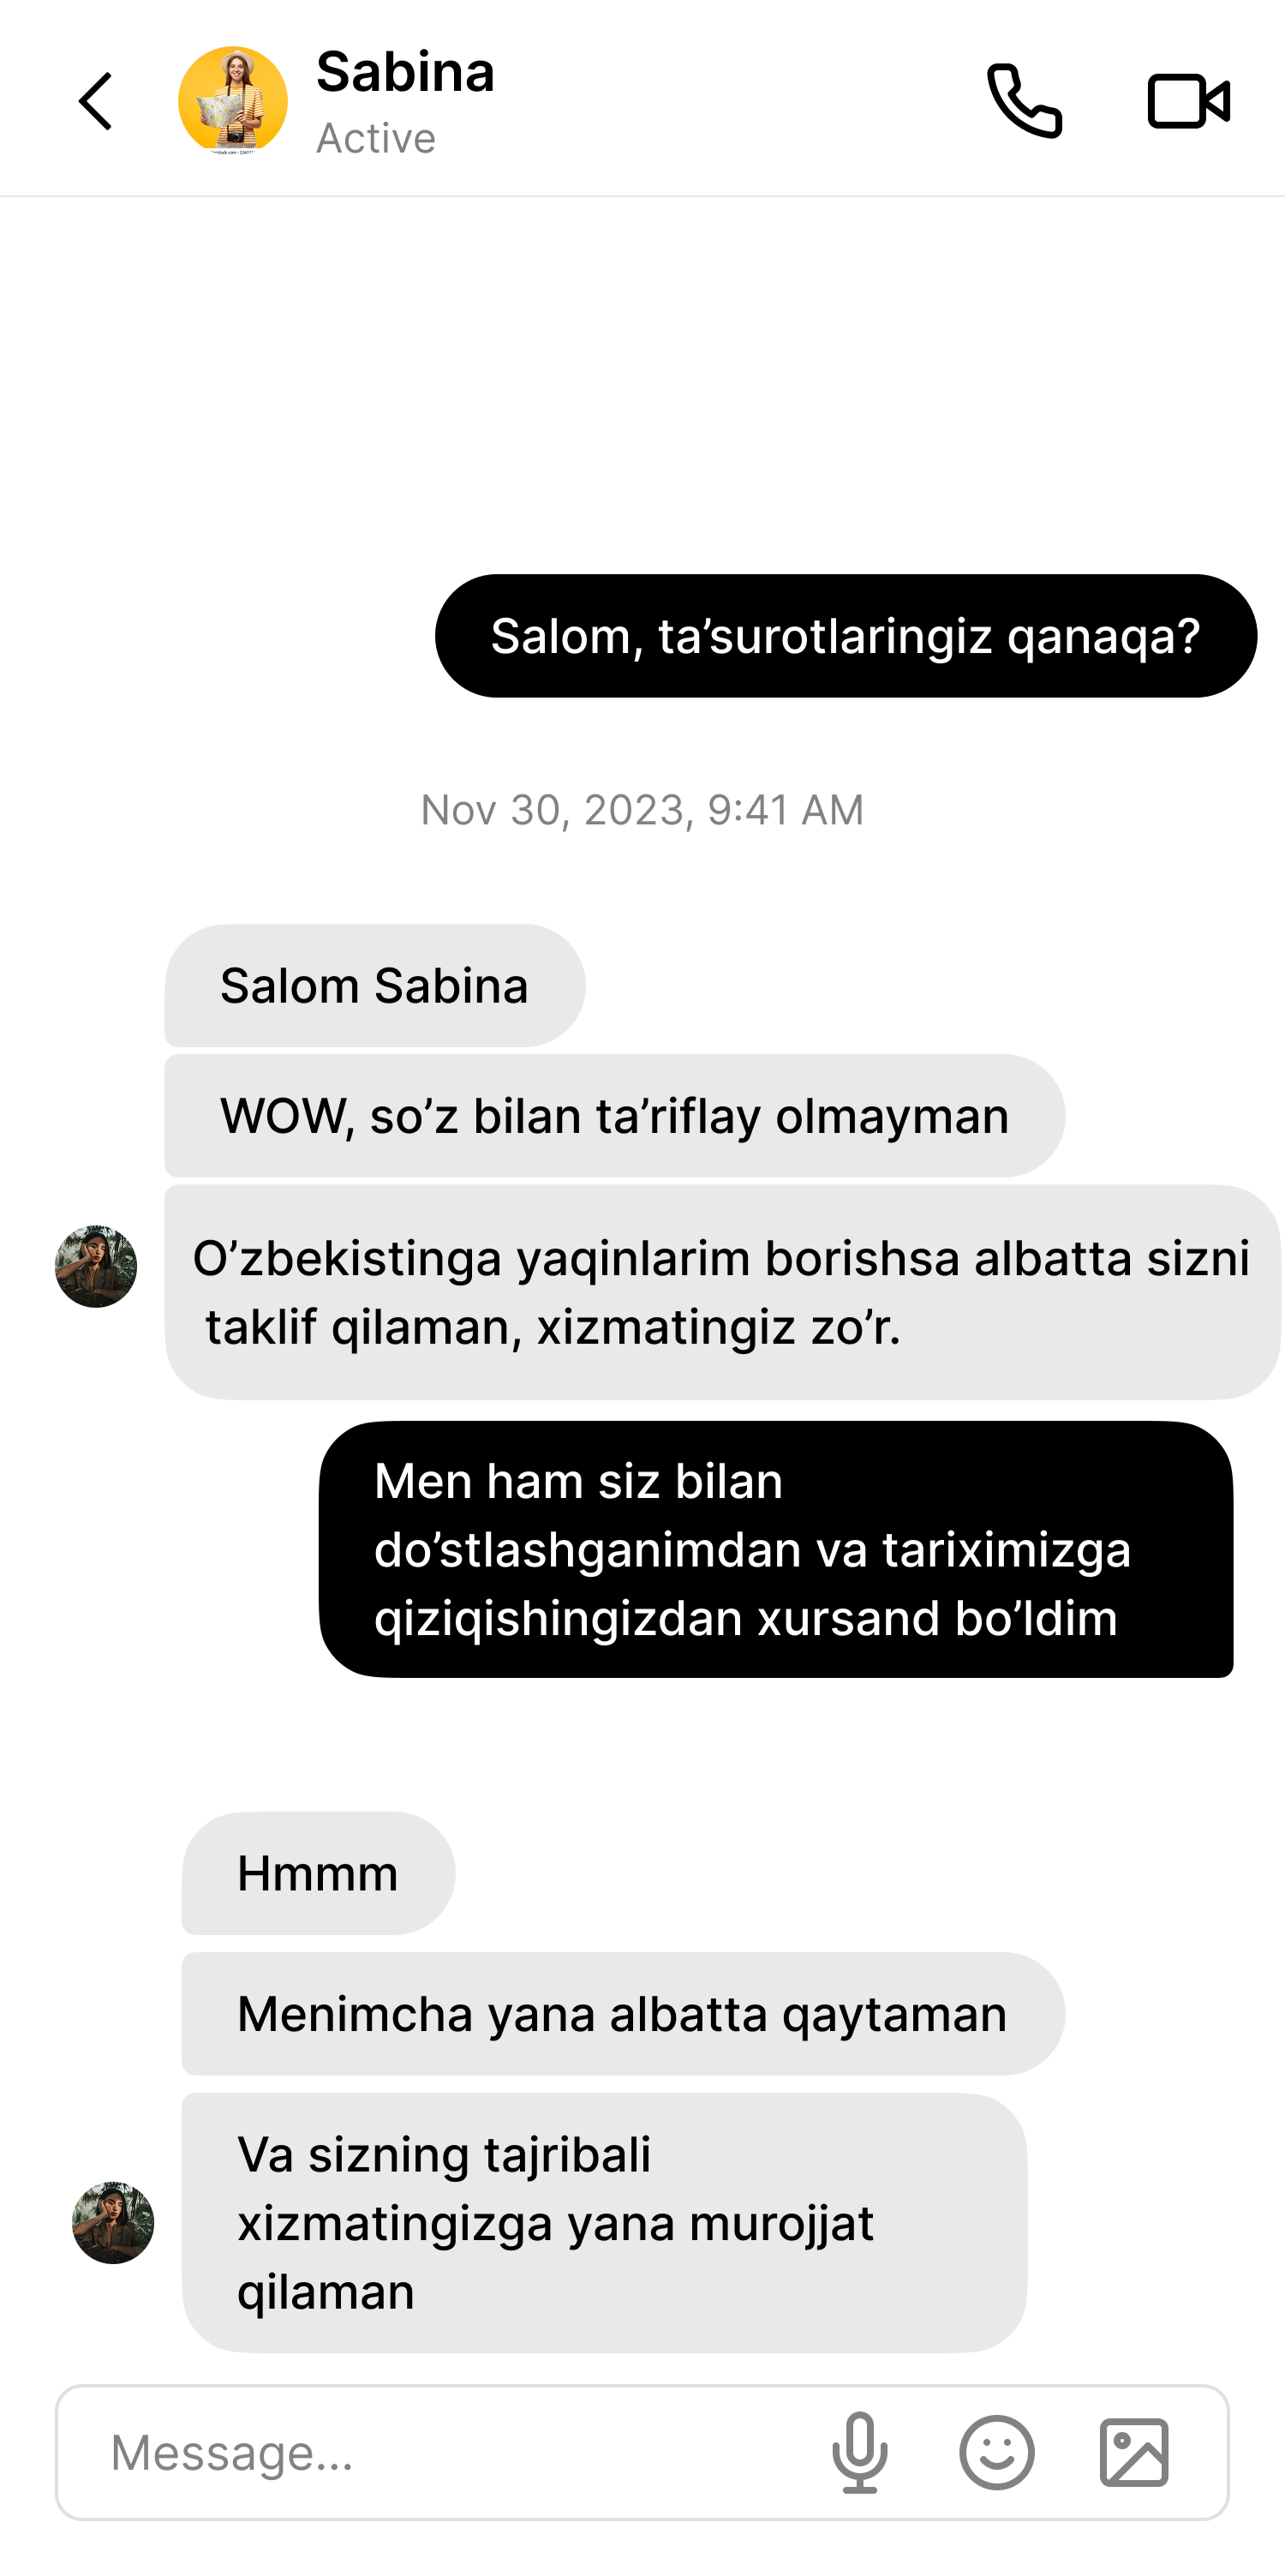 Sabina
Active
Salom, ta’surotlaringiz qanaqa?
Nov 30, 2023, 9:41 AM
Salom Sabina
WOW, so’z bilan ta’riflay olmayman
O’zbekistinga yaqinlarim borishsa albatta sizni
taklif qilaman, xizmatingiz zo’r.
Men ham siz bilan
do’stlashganimdan va tariximizga
qiziqishingizdan xursand bo’ldim
Hmmm
Menimcha yana albatta qaytaman
Va sizning tajribali
xizmatingizga yana murojjat
qilaman
Message...